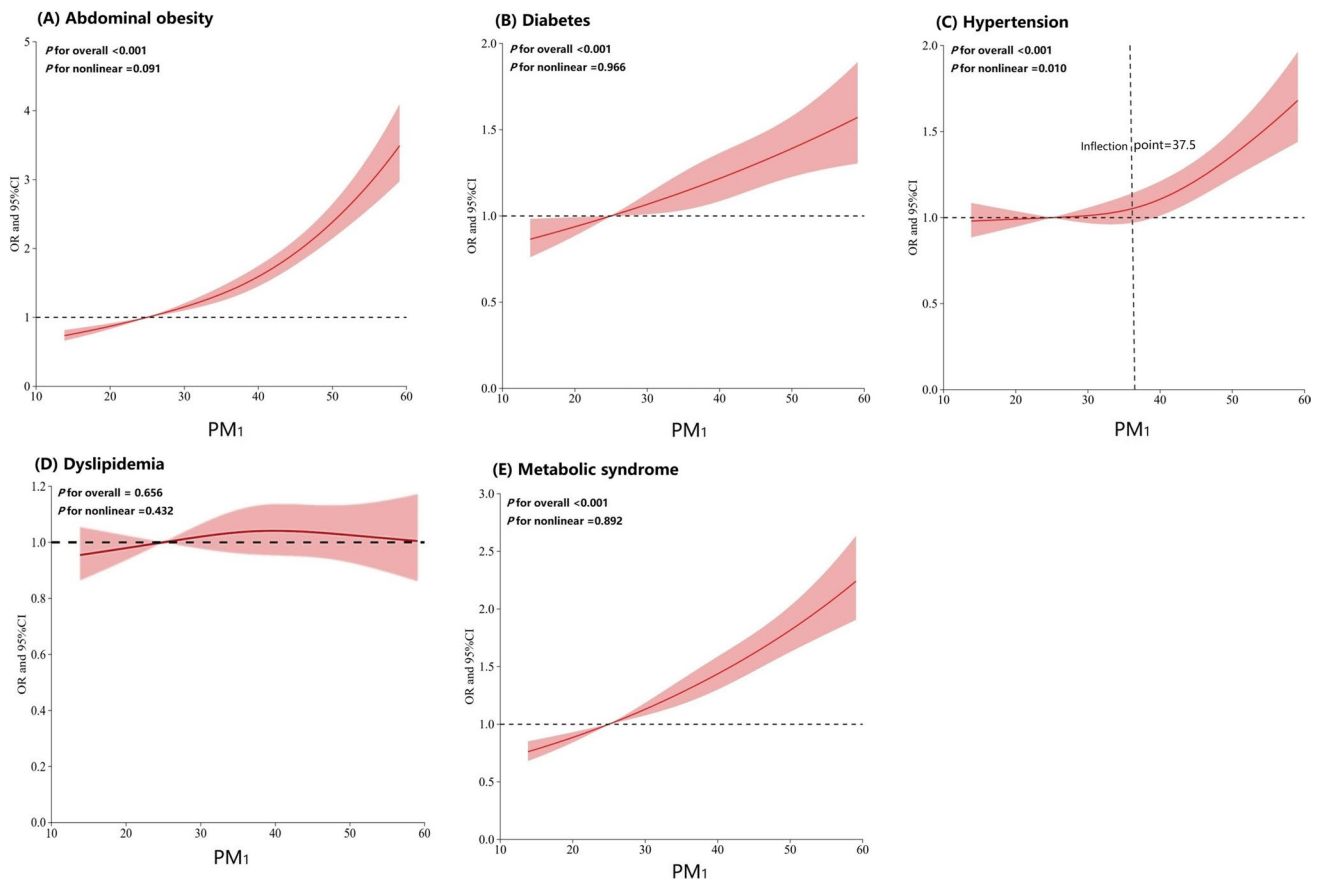 (A) Abdominal obesity
P for overall <0.001
P for nonlinear =0.091
OR and 95%CI
5
4
3
2
1
0
10 20 30 40 50 60
PM1
(B) Diabetes
P for overall <0.001
P for nonlinear =0.966
OR and 95%CI
2.0
1.5
1.0
0.5
0.0
10 20 30 40 50 60
PM1
(C) Hypertension
P for overall <0.001
P for nonlinear =0.010
Inflection point=37.5
OR and 95%CI
2.0
1.5
1.0
0.5
0.0
10 20 30 40 50 60
PM1
(D) Dyslipidemia
P for overall = 0.656
P for nonlinear =0.432
OR and 95%CI
1.2
1.0
0.8
0.6
0.4
0.2
0.0
10 20 30 40 50 60
PM1
(E) Metabolic syndrome
P for overall <0.001
P for nonlinear =0.892
OR and 95%CI
3.0
2.5
2.0
1.5
1.0
0.5
0.0
10 20 30 40 50 60
PM1